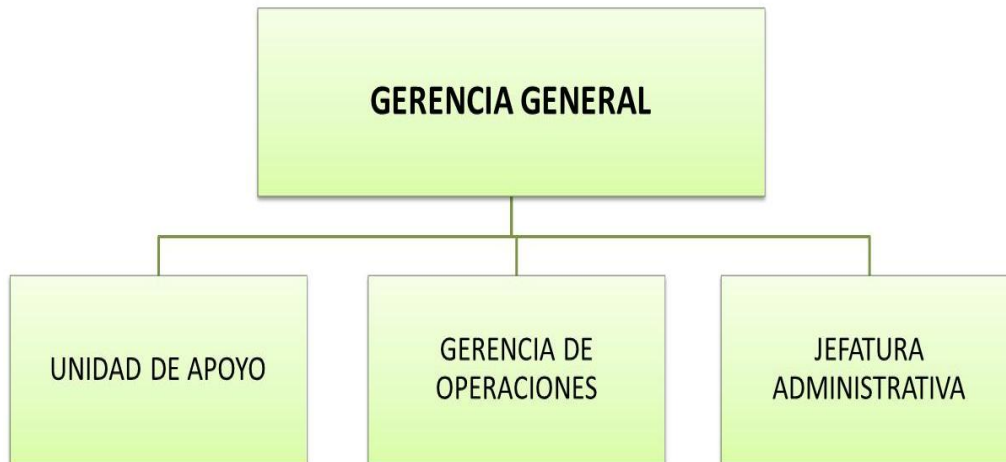 GERENCIA GENERAL
UNIDAD DE APOYO
GERENCIA DE
OPERACIONES
JEFATURA
ADMINISTRATIVA